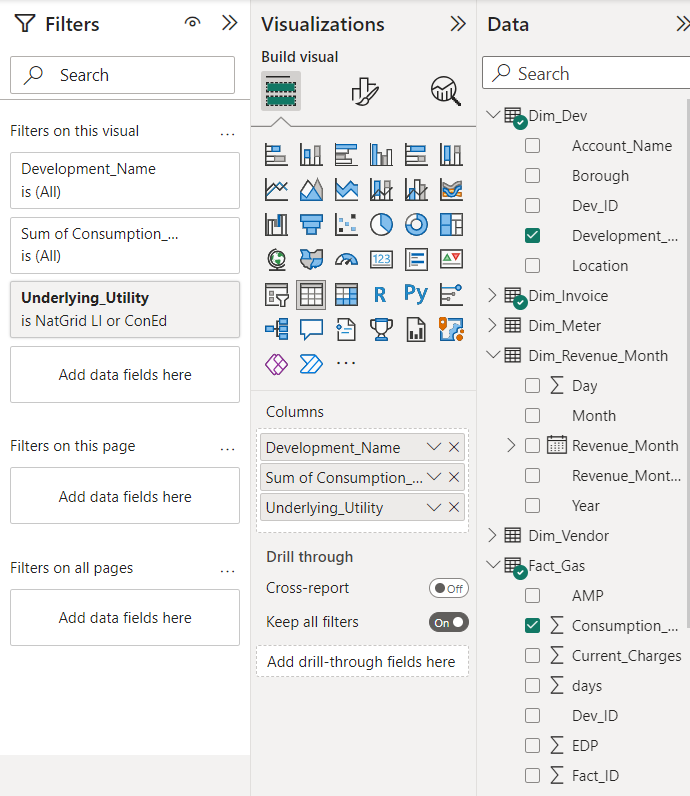 Filters
Search
Filters on this visual
...
Development_Name
is (All)
Sum of Consumption_...
is (All)
Underlying_Utility
is NatGrid LI or ConEd
Add data fields here
Filters on this page
...
Add data fields here
Filters on all pages
...
Add data fields here
Visualizations
Build visual
123
R
Py
...
Columns
Development_Name
Sum of Consumption_...
Underlying_Utility
Drill through
Cross-report
Off
Keep all filters
On
Add drill-through fields here
Data
Search
Dim_Dev
Account_Name
Borough
Dev_ID
Development_...
Location
Dim_Invoice
Dim_Meter
Dim_Revenue_Month
Day
Month
Revenue_Month
Revenue_Mont...
Year
Dim_Vendor
Fact_Gas
AMP
Consumption_...
Current_Charges
days
Dev_ID
EDP
Fact_ID